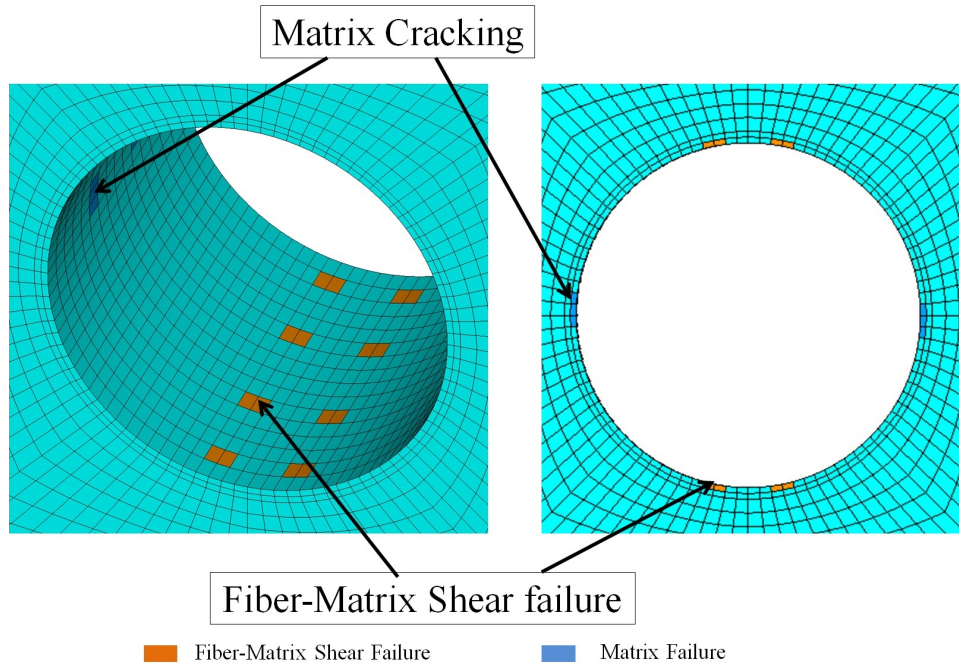 Matrix Cracking
Fiber-Matrix Shear failure
Fiber-Matrix Shear Failure
Matrix Failure